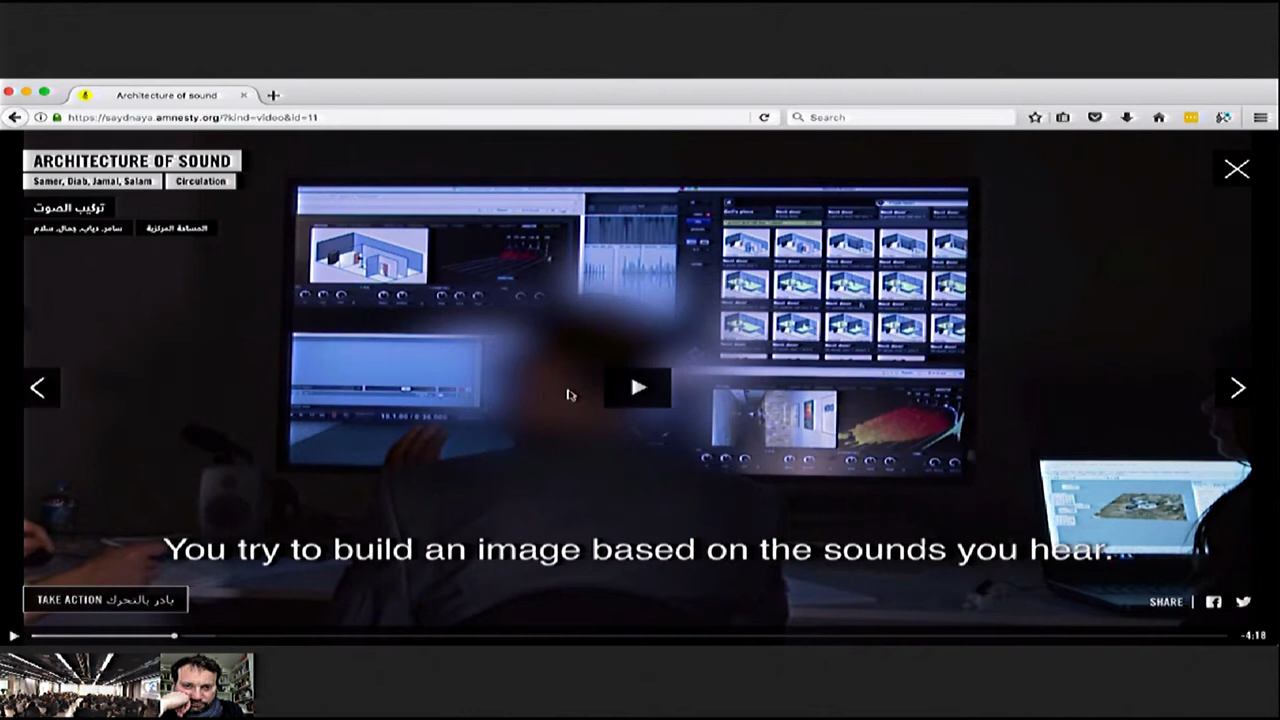 Architecture of sound
https://saydnaya.amnesty.org/?kind=video&id=11
Search
ARCHITECTURE OF SOUND
Samer, Diab, Jamal, Salam
Circulation
تركيب الصوت
سامر، دياب، جمال، سلام
المساحة المركزية
You try to build an image based on the sounds you hear.
TAKE ACTION بادر بالتحرك
SHARE
-4:18